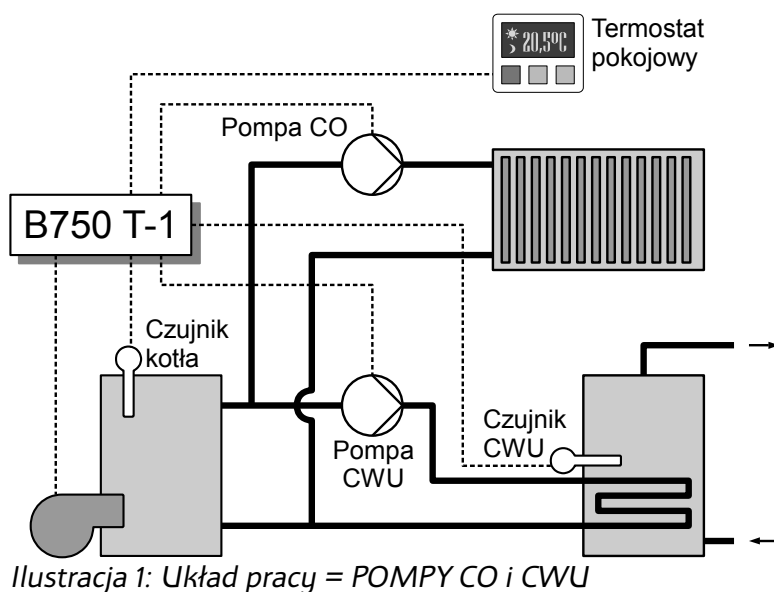 20,5ºC
Termostat
pokojowy
Pompa CO
B750 T-1
Czujnik
kotła
Pompa
CWU
Czujnik
CWU
Ilustracja 1: Układ pracy = POMPY CO i CWU